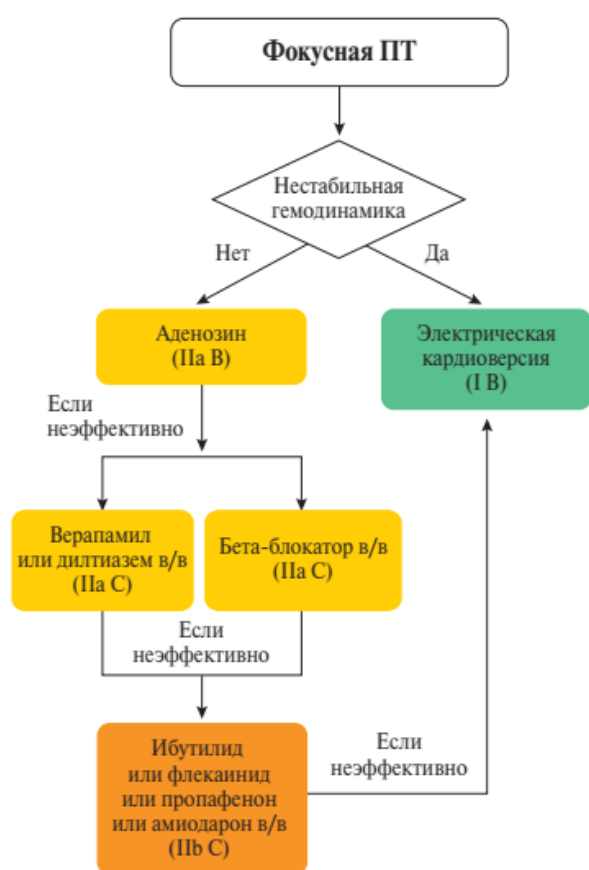 Фокусная ПТ
Нестабильная
гемодинамика
Нет
Да
Аденозин
(IIa B)
Электрическая
кардиоверсия
(I B)
Если
неэффективно
Верапамил
или дилтиазем в/в
(IIa C)
Бета-блокатор в/в
(IIa C)
Если
неэффективно
Ибутилид
или флекаинид
или пропафенон
или амиодарон в/в
(IIb C)
Если
неэффективно